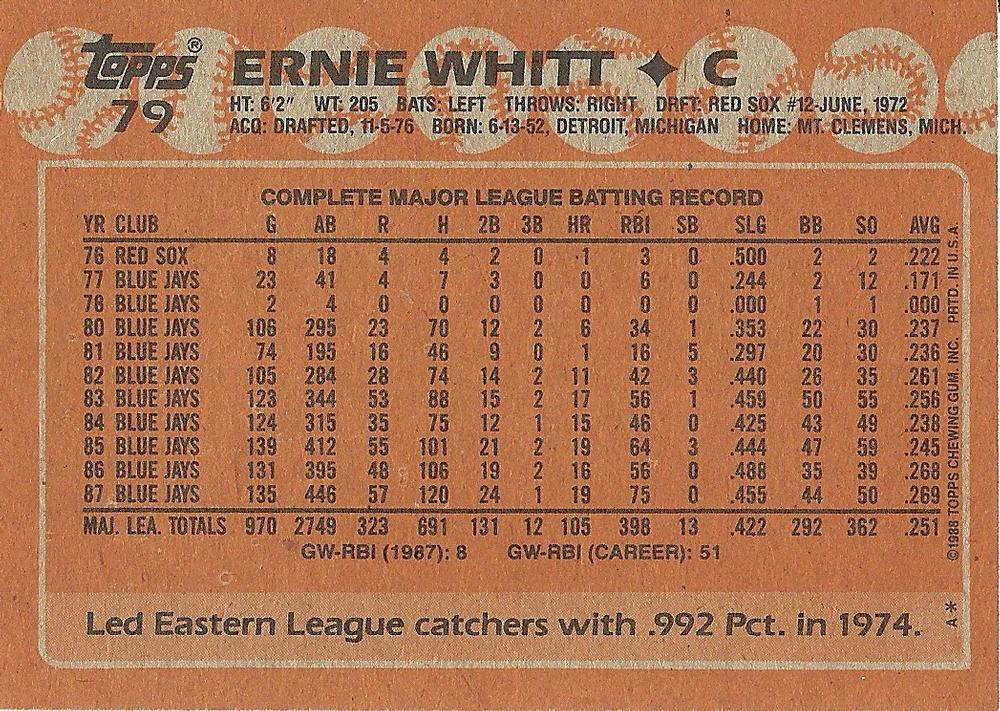 topps® ERNIE WHITT ✦ C
79 HT: 6'2" WT: 205 BATS: LEFT THROWS: RIGHT DRFT: RED SOX #12-JUNE, 1972
ACQ: DRAFTED, 11-5-76 BORN: 6-13-52, DETROIT, MICHIGAN HOME: MT. CLEMENS, MICH.
COMPLETE MAJOR LEAGUE BATTING RECORD
YR CLUB G AB R H 2B 3B HR RBI SB SLG BB SO AVG
76 RED SOX 8 18 4 4 2 0 1 3 0 .500 2 2 .222
77 BLUE JAYS 23 41 4 7 3 0 0 6 0 .244 2 12 .171
78 BLUE JAYS 2 4 0 0 0 0 0 0 0 .000 1 1 .000
80 BLUE JAYS 106 295 23 70 12 2 6 34 1 .353 22 30 .237
81 BLUE JAYS 74 195 16 46 9 0 1 16 5 .297 20 30 .236
82 BLUE JAYS 105 284 28 74 14 2 11 42 3 .440 26 35 .261
83 BLUE JAYS 123 344 53 88 15 2 17 56 1 .459 50 55 .256
84 BLUE JAYS 124 315 35 75 12 1 15 46 0 .425 43 49 .238
85 BLUE JAYS 139 412 55 101 21 2 19 64 3 .444 47 59 .245
86 BLUE JAYS 131 395 48 106 19 2 16 56 0 .488 35 39 .268
87 BLUE JAYS 135 446 57 120 24 1 19 75 0 .455 44 50 .269
MAJ. LEA. TOTALS 970 2749 323 691 131 12 105 398 13 .422 292 362 .251
GW-RBI (1987): 8 GW-RBI (CAREER): 51
Led Eastern League catchers with .992 Pct. in 1974.
A* ©1988 TOPPS CHEWING GUM, INC. PRTD. IN U.S.A.